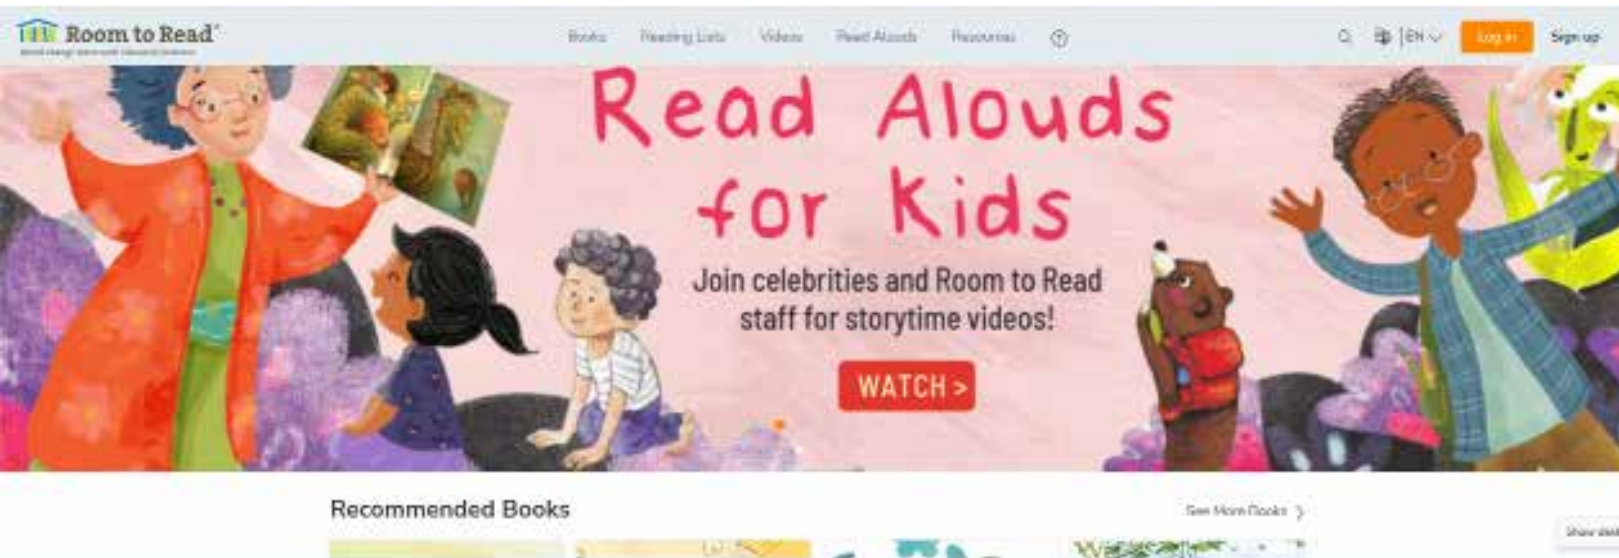 Room to Read®
Books
Reading Lists
Videos
Read Alouds
Resources
EN
Log in
Sign up
Read Alouds
for Kids
Join celebrities and Room to Read
staff for storytime videos!
WATCH >
Recommended Books
See More Books >